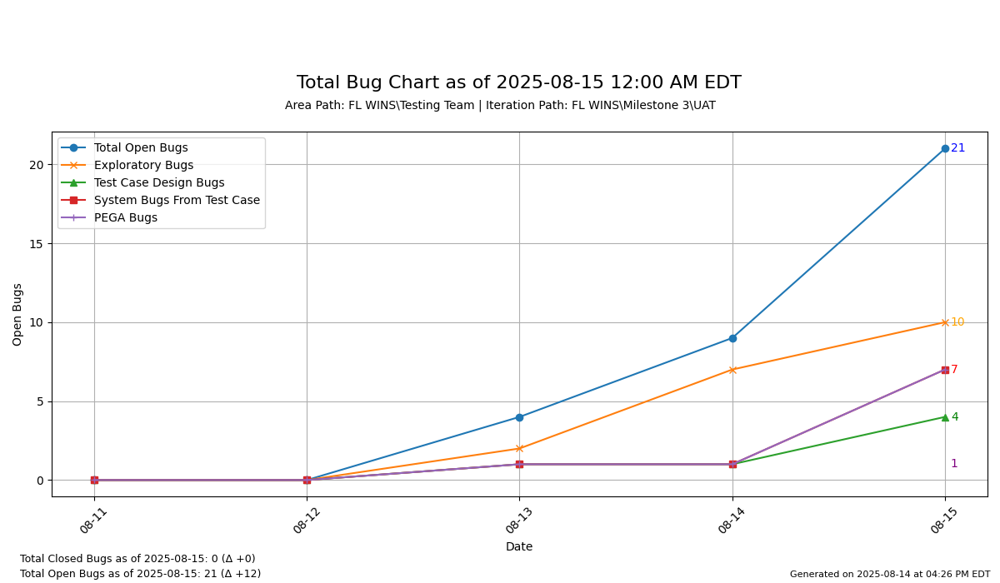 Total Bug Chart as of 2025-08-15 12:00 AM EDT
Area Path: FL WINS\Testing Team | Iteration Path: FL WINS\Milestone 3\UAT
Total Open Bugs
Exploratory Bugs
Test Case Design Bugs
System Bugs From Test Case
PEGA Bugs
21
10
7
4
1
Open Bugs
20
15
10
5
0
08-11
08-12
08-13
08-14
08-15
Date
Total Closed Bugs as of 2025-08-15: 0 (Δ +0)
Total Open Bugs as of 2025-08-15: 21 (Δ +12)
Generated on 2025-08-14 at 04:26 PM EDT